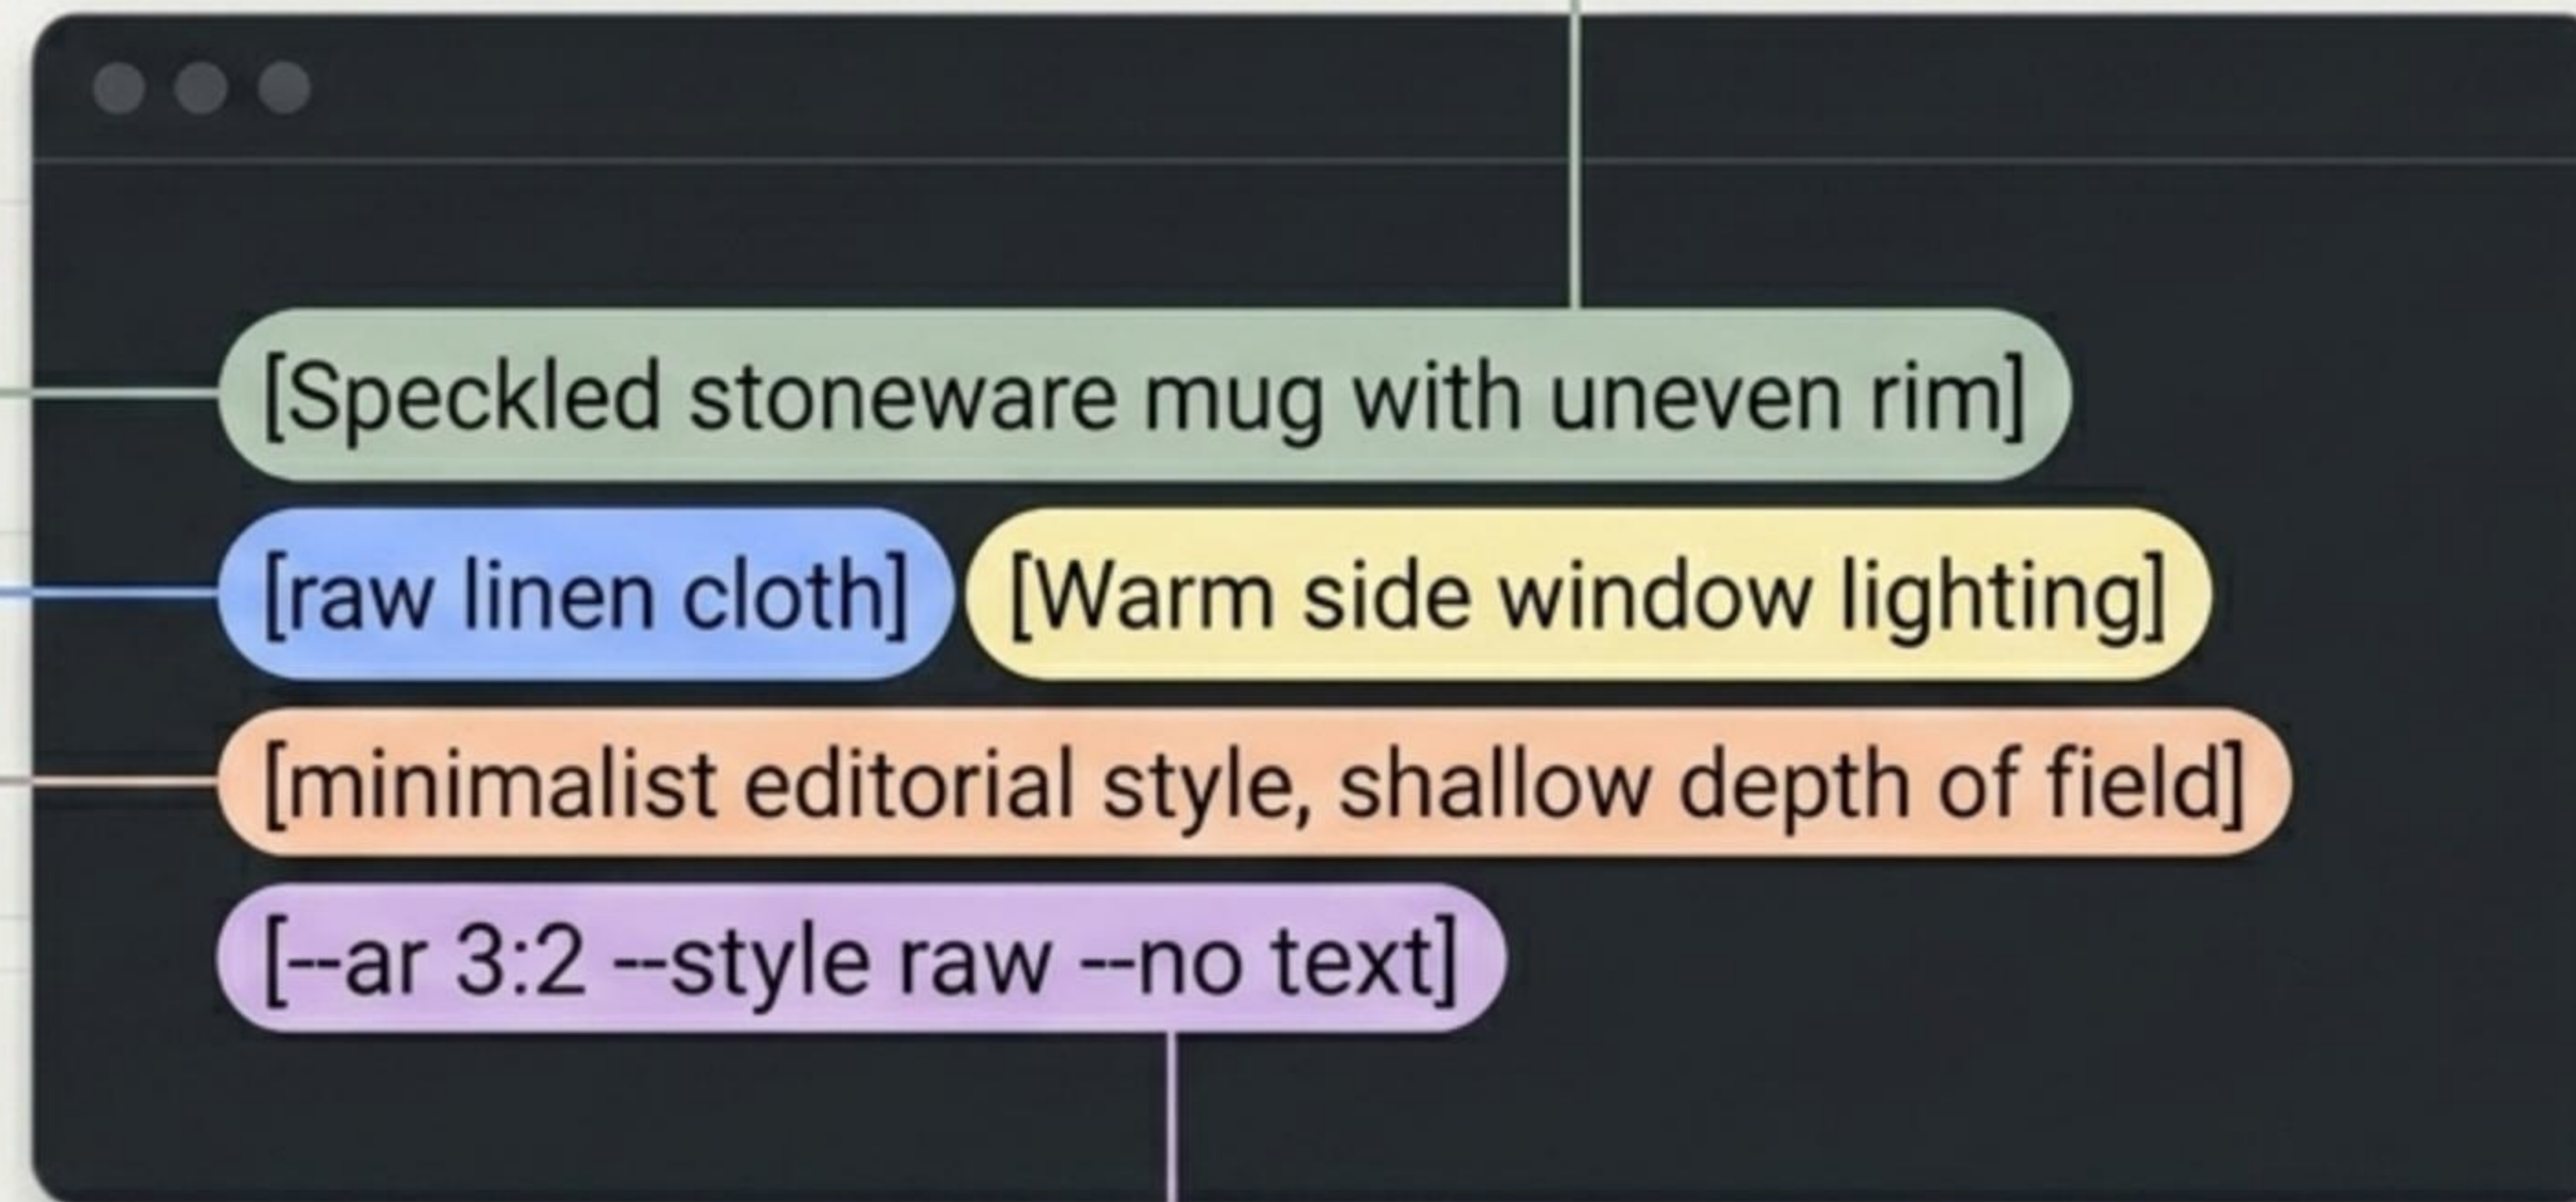 [Speckled stoneware mug with uneven rim]
[raw linen cloth] [Warm side window lighting]
[minimalist editorial style, shallow depth of field]
[--ar 3:2 --style raw --no text]